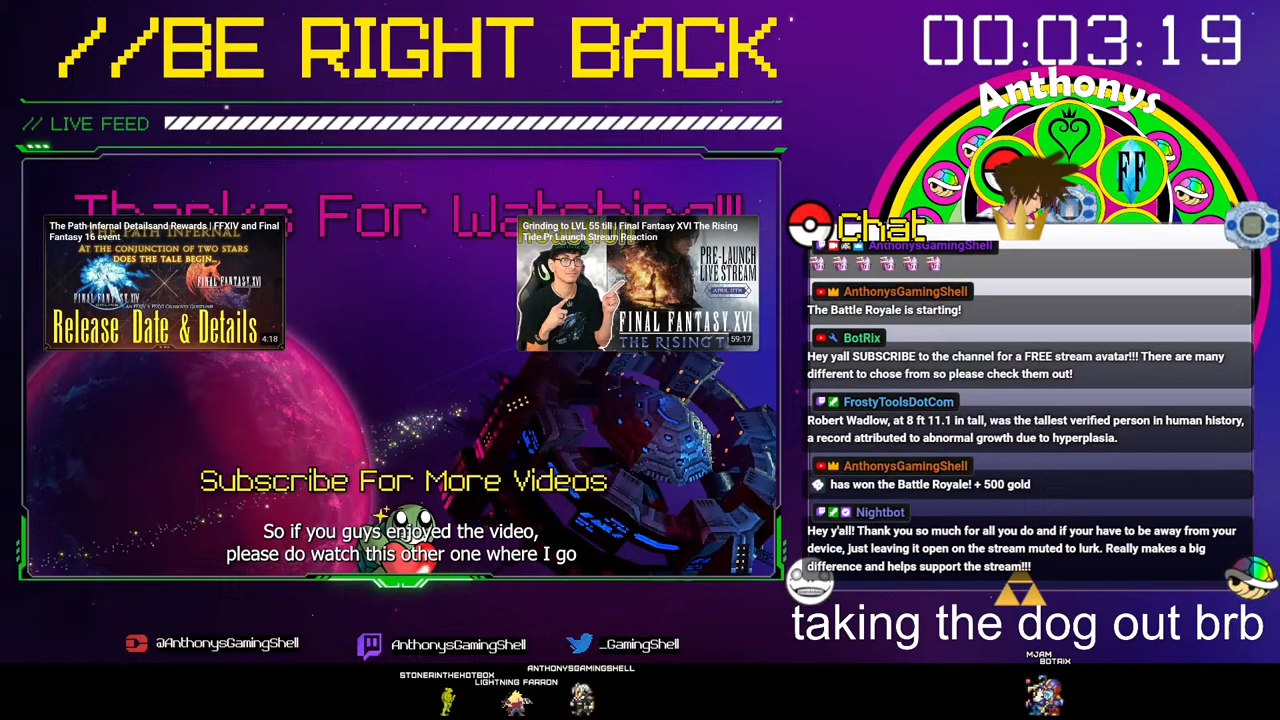 //BE RIGHT BACK
00:03:19
// LIVE FEED
Anthonys
FF
Thanks For Watching!!!
The Path Infernal Detailsand Rewards | FFXIV and Final
Fantasy 16 event
THE PATH INFERNAL
AT THE CONJUNCTION OF TWO STARS
DOES THE TALE BEGIN...
FINAL FANTASY XIV
FINAL FANTASY XVI
Release Date & Details
4:18
Grinding to LVL 55 till | Final Fantasy XVI The Rising
Tide Pr Launch Stream Reaction
PRE-LAUNCH
LIVE STREAM
APRIL 17TH
FINAL FANTASY XVI
THE RISING T
59:17
Subscribe For More Videos
So if you guys enjoyed the video,
please do watch this other one where I go
Chat
AnthonysGamingShell
AnthonysGamingShell
The Battle Royale is starting!
BotRix
Hey yall SUBSCRIBE to the channel for a FREE stream avatar!!! There are many
different to chose from so please check them out!
FrostyToolsDotCom
Robert Wadlow, at 8 ft 11.1 in tall, was the tallest verified person in human history,
a record attributed to abnormal growth due to hyperplasia.
AnthonysGamingShell
has won the Battle Royale! + 500 gold
Nightbot
Hey y'all! Thank you so much for all you do and if your have to be away from your
device, just leaving it open on the stream muted to lurk. Really makes a big
difference and helps support the stream!!!
taking the dog out brb
@AnthonysGamingShell
AnthonysGamingShell
_GamingShell
STONERINTHEHOTBOX
LIGHTNING FARRON
ANTHONYSGAMINGSHELL
MJAM
BOTRIX